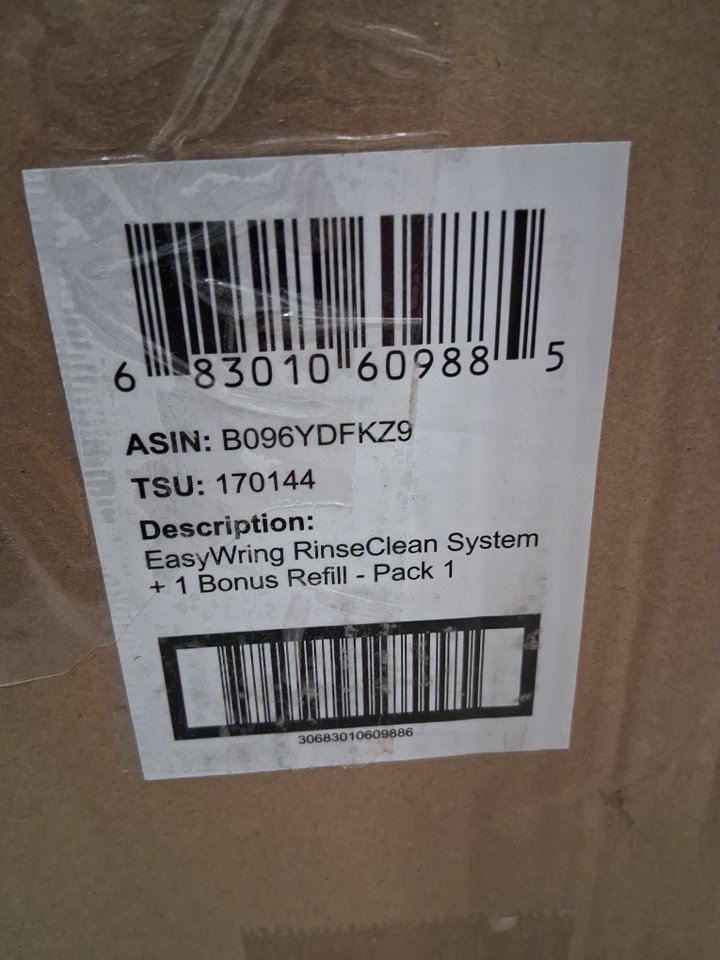 6 83010 60988 5
ASIN: B096YDFKZ9
TSU: 170144
Description:
EasyWring RinseClean System
+ 1 Bonus Refill - Pack 1
30683010609886